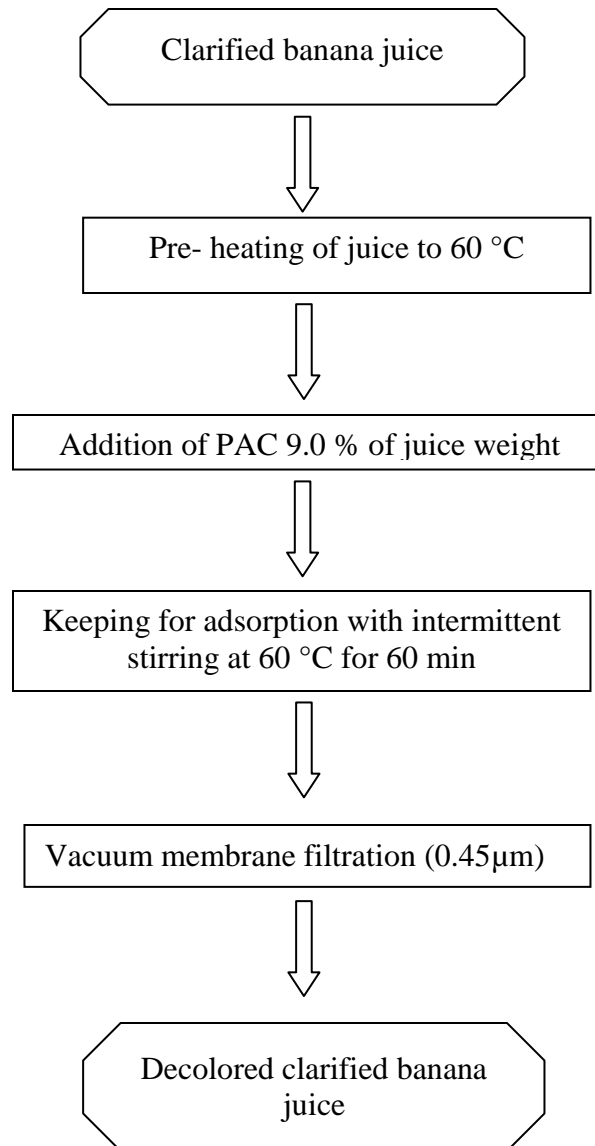 Clarified banana juice
Pre- heating of juice to 60 °C
Addition of PAC 9.0 % of juice weight
Keeping for adsorption with intermittent
stirring at 60 °C for 60 min
Vacuum membrane filtration (0.45µm)
Decolored clarified banana
juice